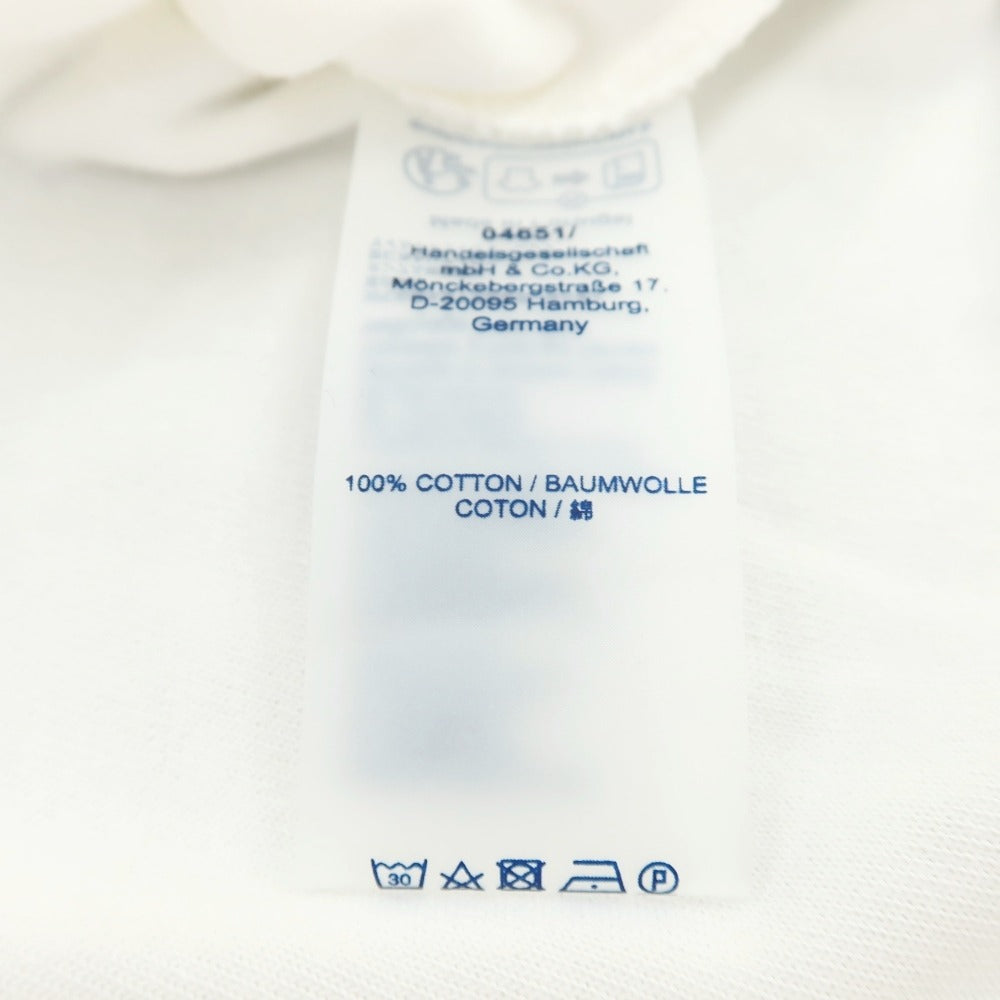 04651/
Handelsgesellschaft
mbH & Co.KG,
Mönckebergstraße 17,
D-20095 Hamburg,
Germany
100% COTTON / BAUMWOLLE
COTON / 綿
30
P